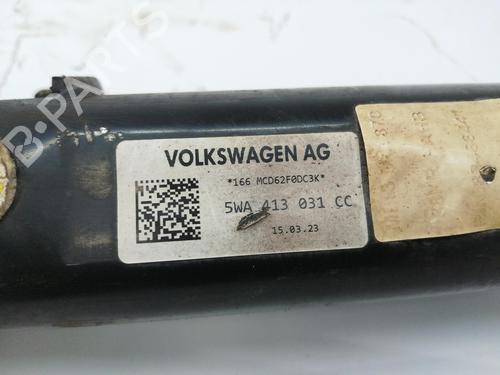 VOLKSWAGEN AG
*166 MCD62F0DC3K*
5WA 413 031 CC
15.03.23
B-PARTS